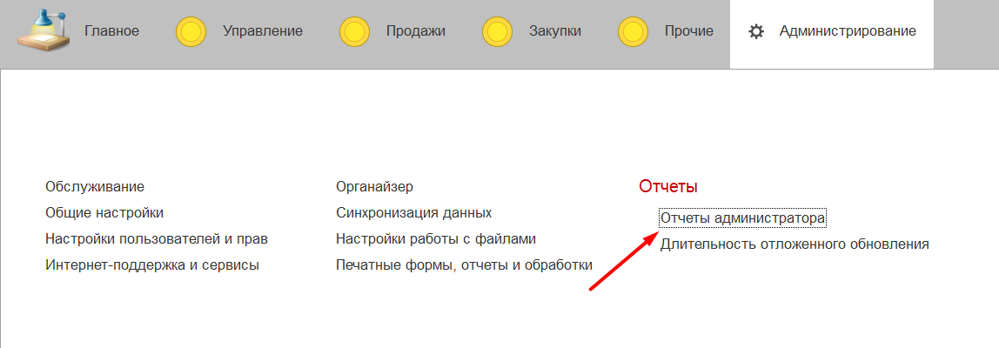 Главное Управление Продажи Закупки Прочие Администрирование
Обслуживание
Общие настройки
Настройки пользователей и прав
Интернет-поддержка и сервисы
Органайзер
Синхронизация данных
Настройки работы с файлами
Печатные формы, отчеты и обработки
Отчеты
Отчеты администратора
Длительность отложенного обновления